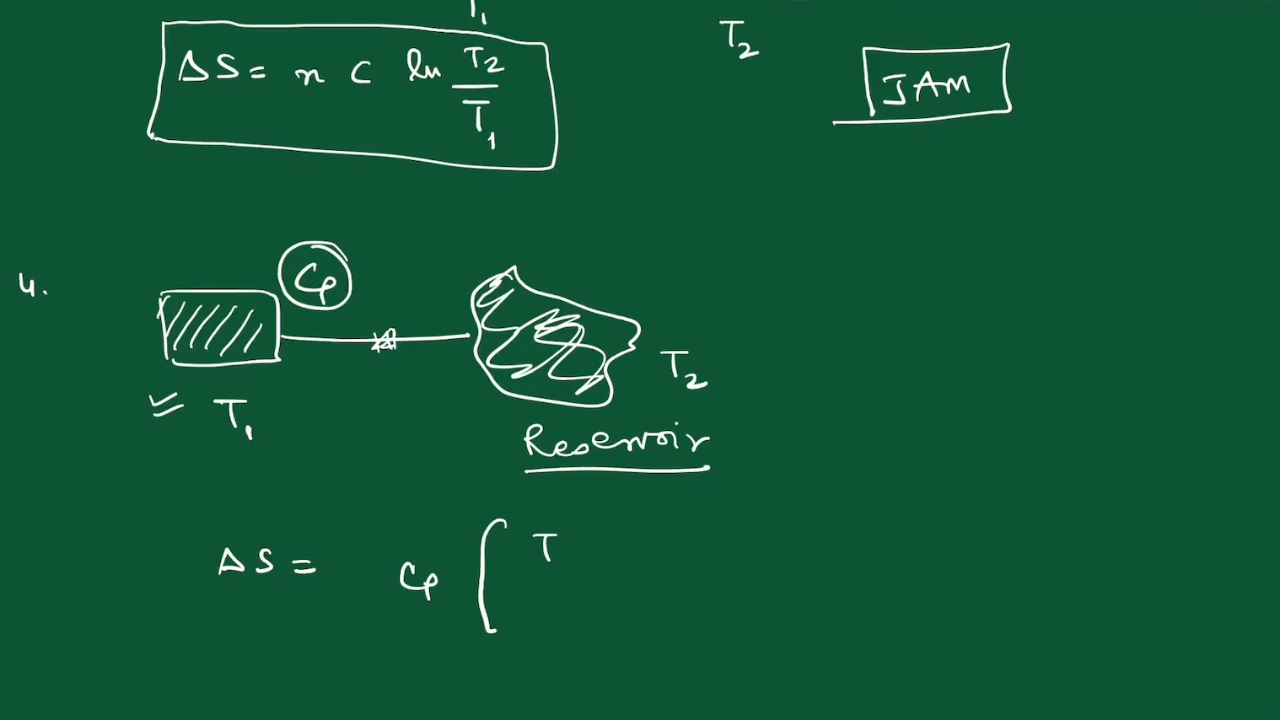 T₁
ΔS = n C ln T₂/T₁
T₂
JAM
4.
Cp
T₁
T₂
Reservoir
ΔS = Cp [ T